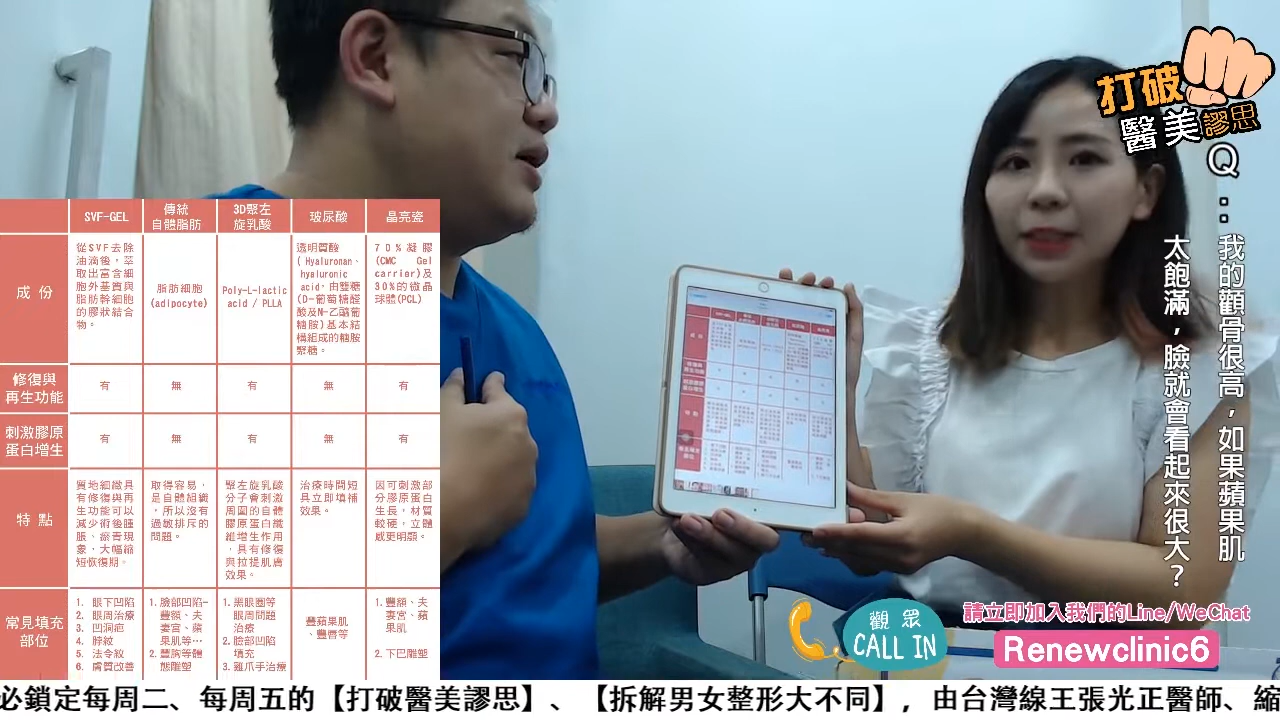 打破
醫美謬思
Q：我的顴骨很高，如果蘋果肌
太飽滿，臉就會看起來很大？
SVF-GEL
傳統
自體脂肪
3D聚左
旋乳酸
玻尿酸
晶亮瓷
成 份
從SVF去除
油滴後，萃
取出富含細
胞外基質與
脂肪幹細胞
的膠狀結合
物。
脂肪細胞
(adipocyte)
Poly-L-lactic
acid / PLLA
透明質酸
( Hyaluronan、
hyaluronic
acid，由雙糖
(D-葡萄糖醛
酸及N-乙醯葡
糖胺)基本結
構組成的糖胺
聚糖。
70%凝膠
(CMC Gel
carrier)及
30%的微晶
球體(PCL)
修復與
再生功能
有
無
有
無
有
刺激膠原
蛋白增生
有
無
有
無
有
特 點
質地細緻具
有修復與再
生功能可以
減少術後腫
脹、瘀青現
象，大幅縮
短恢復期。
取得容易，
是自體組織
，所以沒有
過敏排斥的
問題。
聚左旋乳酸
分子會刺激
周圍的自體
膠原蛋白纖
維增生作用
，具有修復
與拉提肌膚
效果。
治療時間短
具立即填補
效果。
因可刺激部
分膠原蛋白
生長，材質
較硬，立體
感更明顯。
常見填充
部位
1. 眼下凹陷
2. 眼周治療
3. 凹洞疤
4. 脖紋
5. 法令紋
6. 膚質改善
1. 臉部凹陷-
豐額、夫
妻宮、蘋
果肌等…
2. 豐胸等體
態雕塑
1.黑眼圈等
眼周問題
治療
2.臉部凹陷
填充
3.雞爪手治療
豐蘋果肌
、豐唇等
1.豐額、夫
妻宮、蘋
果肌
2.下巴雕塑
觀眾
CALL IN
請立即加入我們的Line/WeChat
Renewclinic6
必鎖定每周二、每周五的【打破醫美謬思】、【拆解男女整形大不同】，由台灣線王張光正醫師、縮